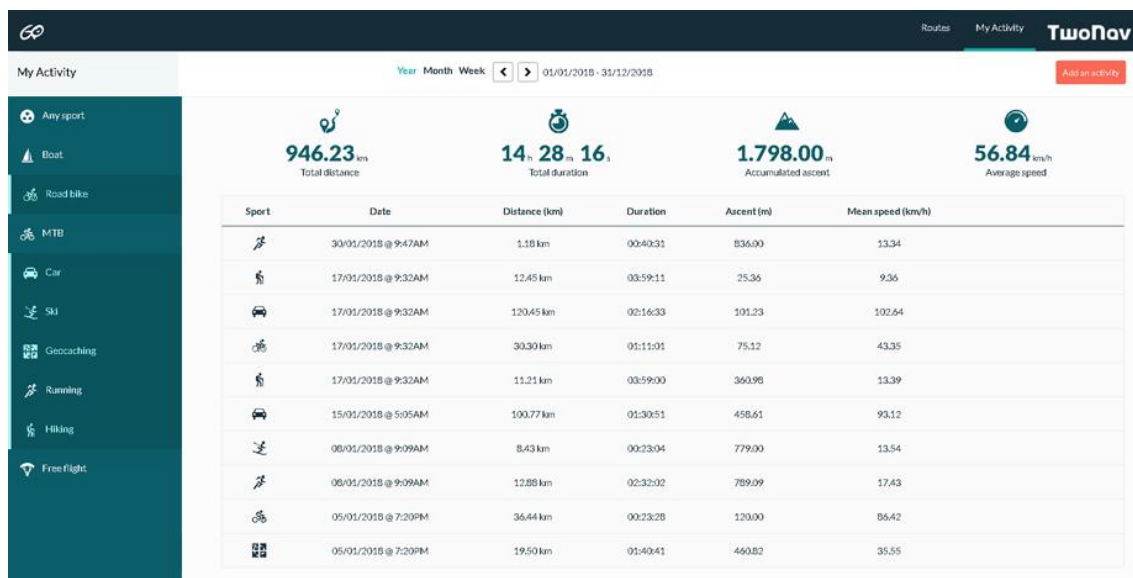 GO
Routes My Activity TwoNav
My Activity Year Month Week 01/01/2018 - 31/12/2018 Add an activity
Any sport
Boat
Road bike
MTB
Car
Ski
Geocaching
Running
Hiking
Free flight
946.23 km 14 h 28 m 16 s 1.798.00 m 56.84 km/h
Total distance Total duration Accumulated ascent Average speed
Sport Date Distance (km) Duration Ascent (m) Mean speed (km/h)
30/01/2018 @ 9:47AM 1.18 km 00:40:31 836.00 13.34
17/01/2018 @ 9:32AM 12.45 km 03:59:11 25.36 9.36
17/01/2018 @ 9:32AM 120.45 km 02:16:33 101.23 102.64
17/01/2018 @ 9:32AM 30.30 km 01:11:01 75.12 43.35
17/01/2018 @ 9:32AM 11.21 km 03:59:00 360.98 13.39
15/01/2018 @ 5:05AM 100.77 km 01:30:51 458.61 93.12
08/01/2018 @ 9:09AM 8.43 km 00:23:04 779.00 13.54
08/01/2018 @ 9:09AM 12.88 km 02:32:02 789.09 17.43
05/01/2018 @ 7:20PM 36.44 km 00:23:28 120.00 86.42
05/01/2018 @ 7:20PM 19.50 km 01:40:41 460.82 35.55